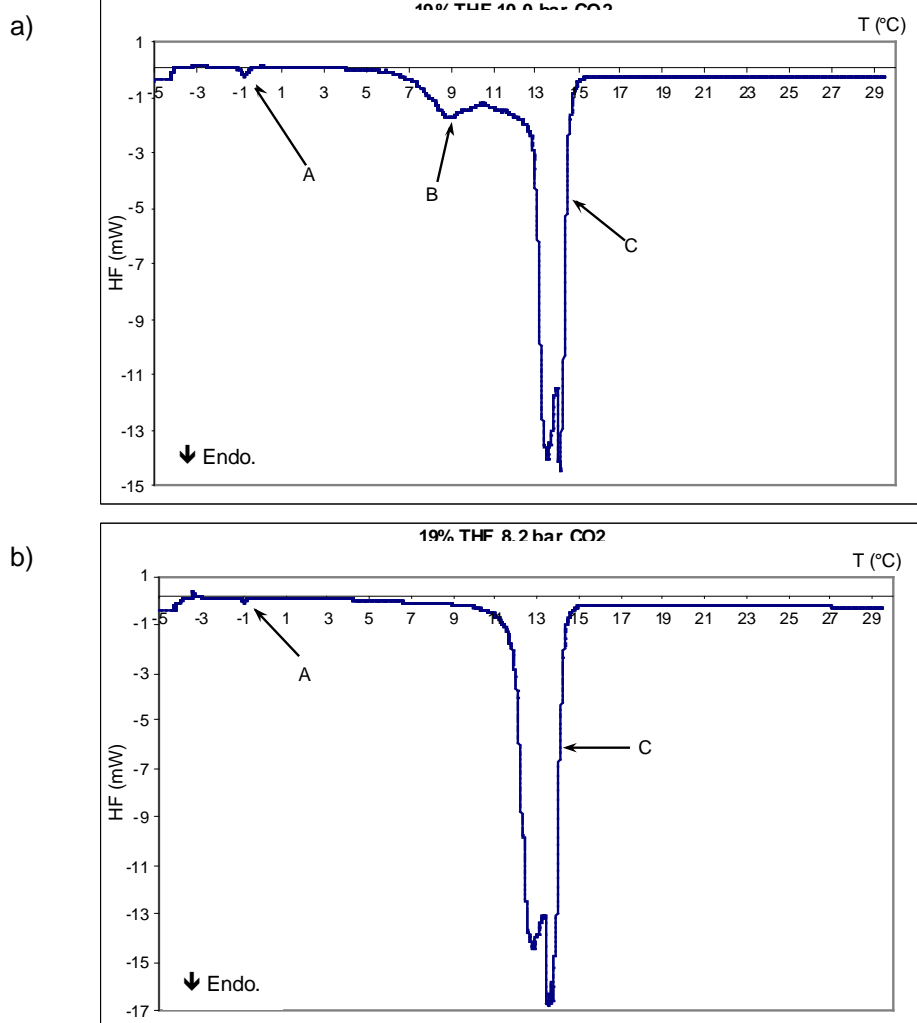 a)
19% THF 10,0 bar CO2
T (°C)
1
-5 -3 -1 1 3 5 7 9 11 13 15 17 19 21 23 25 27 29
-1
A
B
-3
-5
C
HF (mW)
-7
-9
-11
-13
Endo.
-15
b)
19% THF 8,2 bar CO2
T (°C)
1
-5 -3 -1 1 3 5 7 9 11 13 15 17 19 21 23 25 27 29
-1
A
-3
-5
C
HF (mW)
-7
-9
-11
-13
-15
Endo.
-17